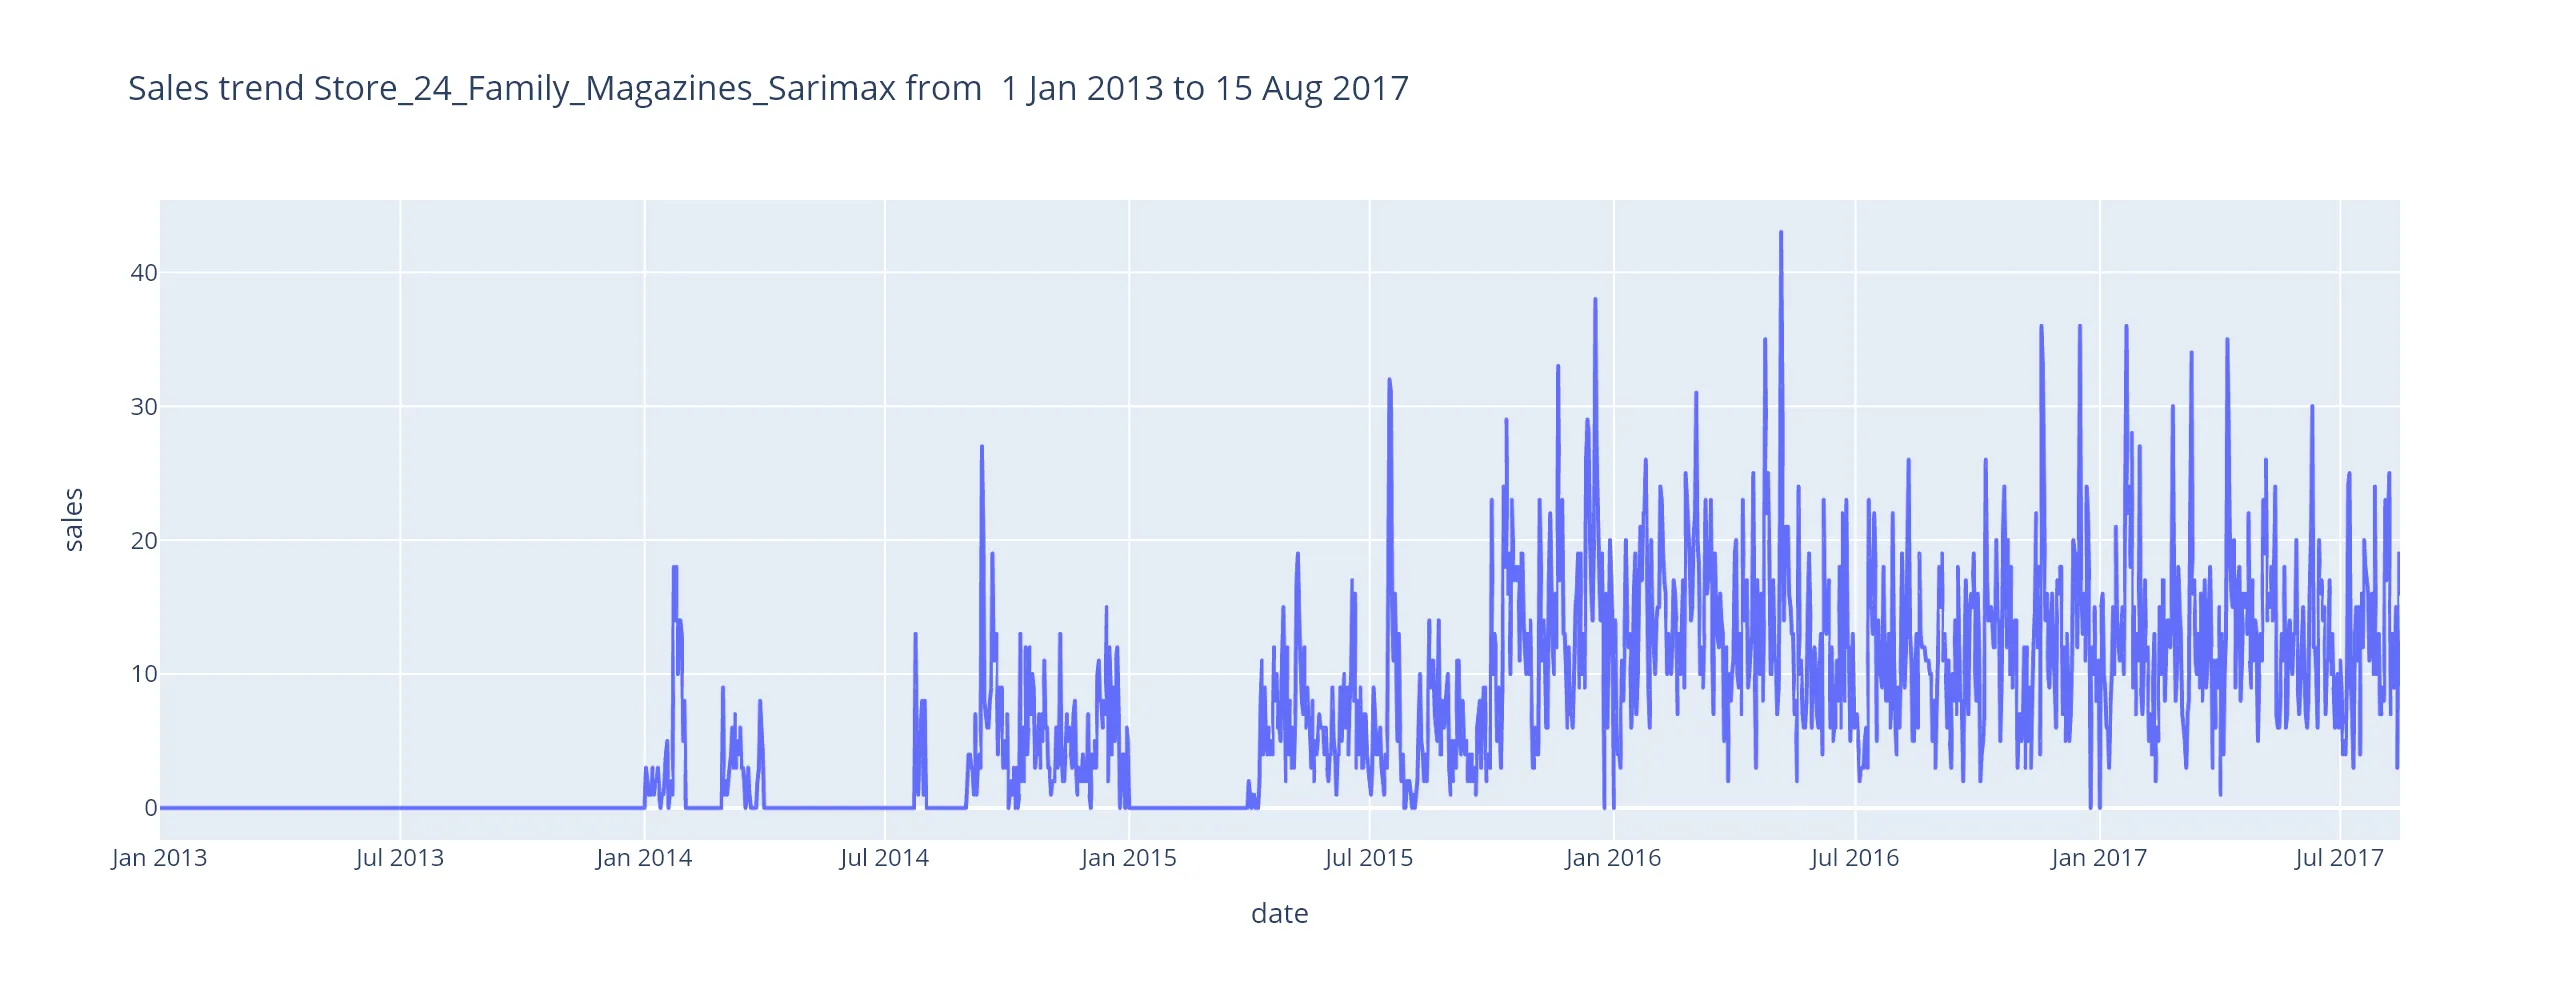 Sales trend Store_24_Family_Magazines_Sarimax from  1 Jan 2013 to 15 Aug 2017
40
30
20
10
0
sales
Jan 2013 Jul 2013 Jan 2014 Jul 2014 Jan 2015 Jul 2015 Jan 2016 Jul 2016 Jan 2017 Jul 2017
date